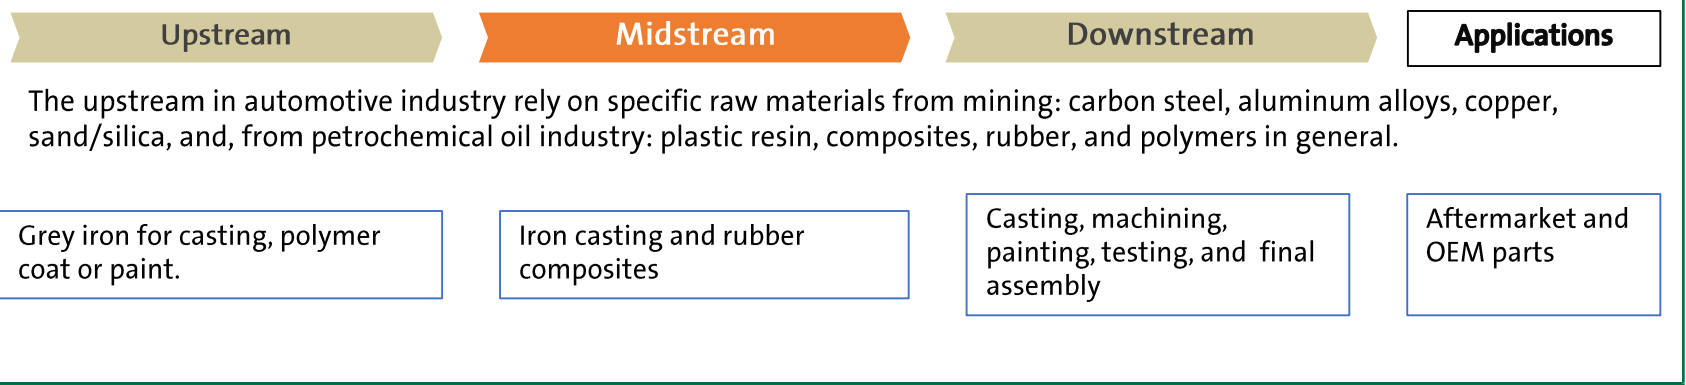 Upstream
Midstream
Downstream
Applications
The upstream in automotive industry rely on specific raw materials from mining: carbon steel, aluminum alloys, copper,
sand/silica, and, from petrochemical oil industry: plastic resin, composites, rubber, and polymers in general.
Grey iron for casting, polymer
coat or paint.
Iron casting and rubber
composites
Casting, machining,
painting, testing, and final
assembly
Aftermarket and
OEM parts